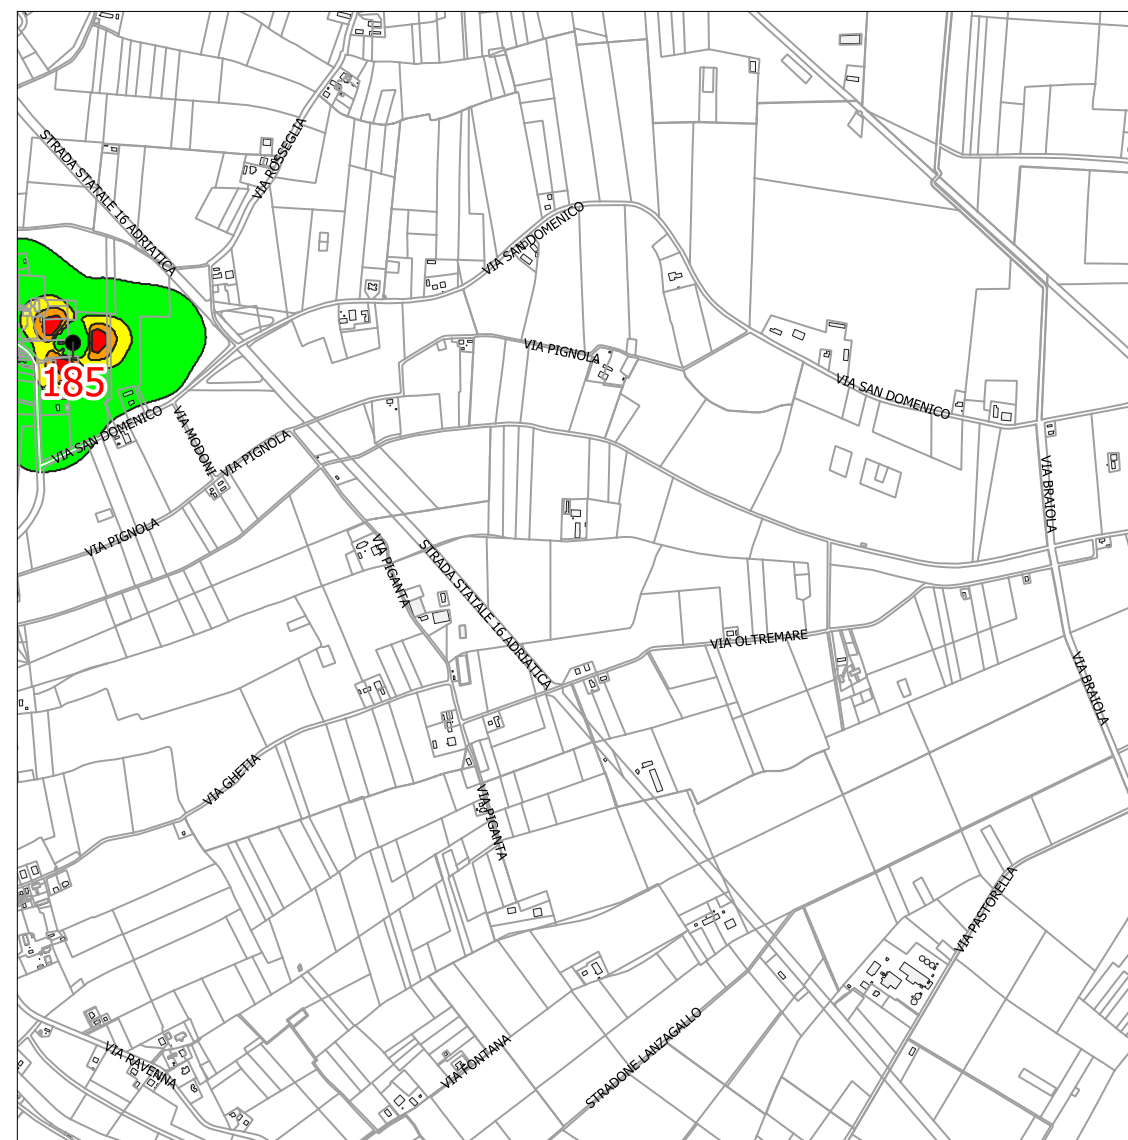 VIA ROSSEGLIA
STRADA STATALE 16 ADRIATICA
VIA SAN DOMENICO
VIA PIGNOLA
185
VIA SAN DOMENICO
VIA SAN DOMENICO
VIA MODONI
VIA PIGNOLA
VIA BRAIOLA
VIA PIGNOLA
VIA PIGANTA
STRADA STATALE 16 ADRIATICA
VIA OLTREMARE
VIA BRAIOLA
VIA GHETIA
VIA PIGANTA
VIA PASTORELLA
VIA RAVENNA
VIA FONTANA
STRADONE LANZAGALLO